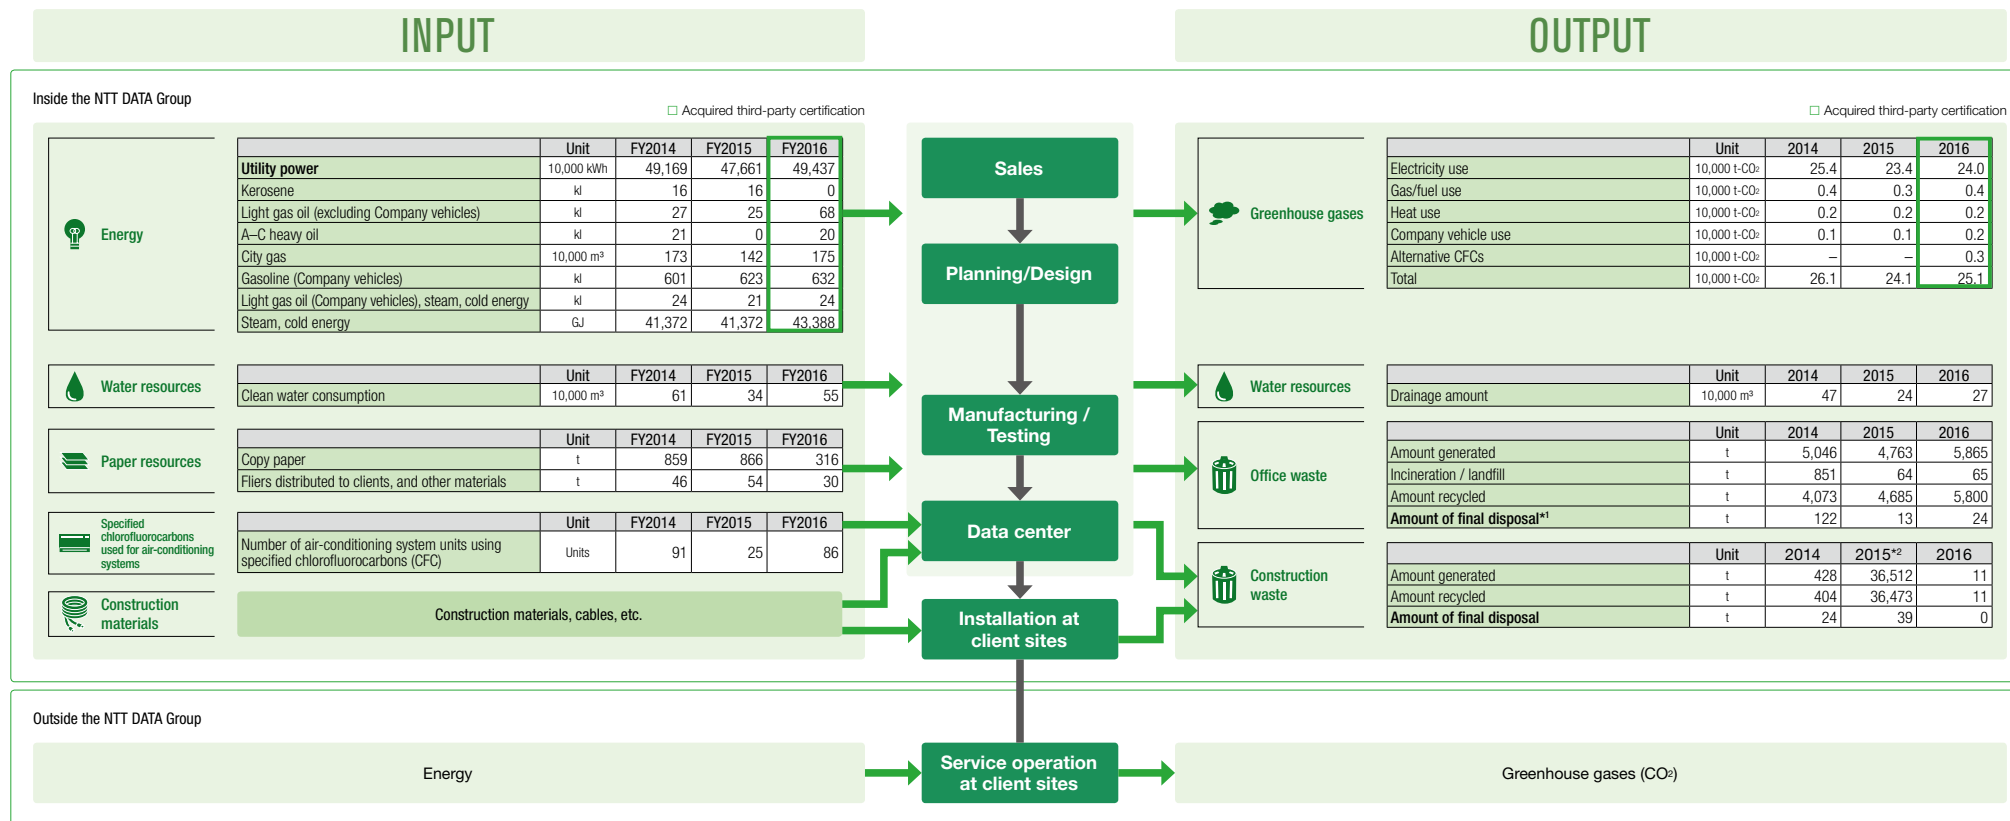 INPUT
OUTPUT
Inside the NTT DATA Group
□ Acquired third-party certification
Energy
Unit FY2014 FY2015 FY2016
Utility power 10,000 kWh 49,169 47,661 49,437
Kerosene kl 16 16 0
Light gas oil (excluding Company vehicles) kl 27 25 68
A–C heavy oil kl 21 0 20
City gas 10,000 m³ 173 142 175
Gasoline (Company vehicles) kl 601 623 632
Light gas oil (Company vehicles), steam, cold energy kl 24 21 24
Steam, cold energy GJ 41,372 41,372 43,388
Water resources
Unit FY2014 FY2015 FY2016
Clean water consumption 10,000 m³ 61 34 55
Paper resources
Unit FY2014 FY2015 FY2016
Copy paper t 859 866 316
Fliers distributed to clients, and other materials t 46 54 30
Specified
chlorofluorocarbons
used for air-conditioning
systems
Unit FY2014 FY2015 FY2016
Number of air-conditioning system units using
specified chlorofluorocarbons (CFC) Units 91 25 86
Construction
materials
Construction materials, cables, etc.
Sales
Planning/Design
Manufacturing /
Testing
Data center
Installation at
client sites
□ Acquired third-party certification
Greenhouse gases
Unit 2014 2015 2016
Electricity use 10,000 t-CO₂ 25.4 23.4 24.0
Gas/fuel use 10,000 t-CO₂ 0.4 0.3 0.4
Heat use 10,000 t-CO₂ 0.2 0.2 0.2
Company vehicle use 10,000 t-CO₂ 0.1 0.1 0.2
Alternative CFCs 10,000 t-CO₂ – – 0.3
Total 10,000 t-CO₂ 26.1 24.1 25.1
Water resources
Unit 2014 2015 2016
Drainage amount 10,000 m³ 47 24 27
Office waste
Unit 2014 2015 2016
Amount generated t 5,046 4,763 5,865
Incineration / landfill t 851 64 65
Amount recycled t 4,073 4,685 5,800
Amount of final disposal*1 t 122 13 24
Construction
waste
Unit 2014 2015*2 2016
Amount generated t 428 36,512 11
Amount recycled t 404 36,473 11
Amount of final disposal t 24 39 0
Outside the NTT DATA Group
Energy
Service operation
at client sites
Greenhouse gases (CO₂)